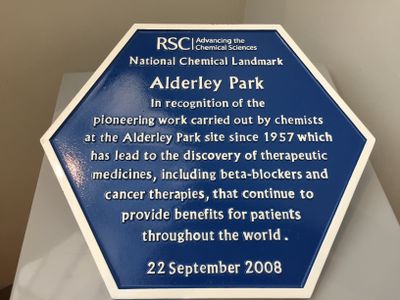 RSC | Advancing the
Chemical Sciences
National Chemical Landmark
Alderley Park
In recognition of the
pioneering work carried out by chemists
at the Alderley Park site since 1957 which
has lead to the discovery of therapeutic
medicines, including beta-blockers and
cancer therapies, that continue to
provide benefits for patients
throughout the world.
22 September 2008